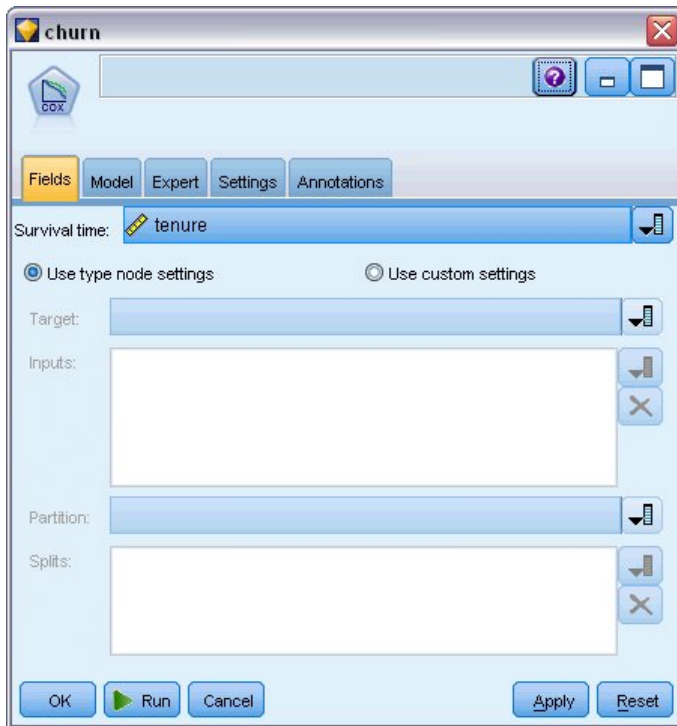 churn
COX
Fields Model Expert Settings Annotations
Survival time: tenure
Use type node settings Use custom settings
Target:
Inputs:
Partition:
Splits:
OK Run Cancel Apply Reset